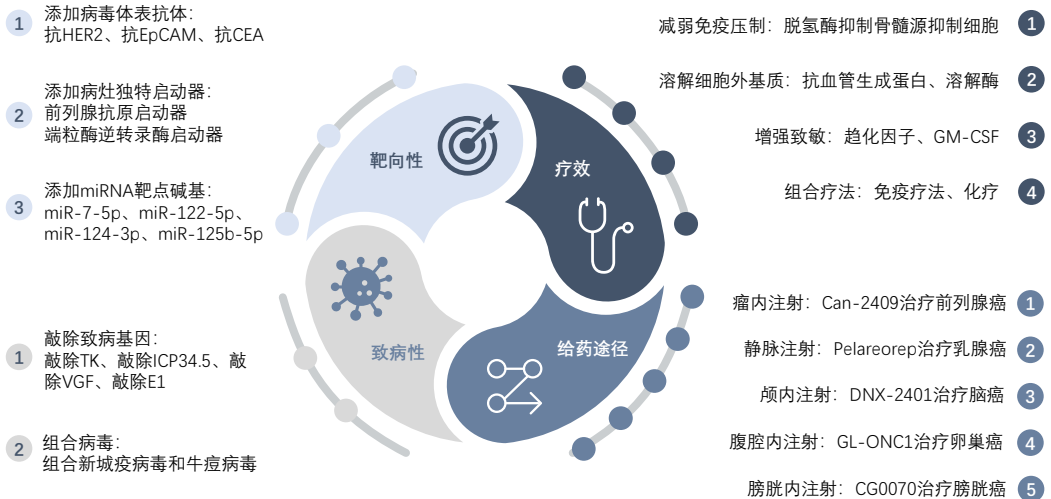 1
添加病毒体表抗体：
抗HER2、抗EpCAM、抗CEA
2
添加病灶独特启动器：
前列腺抗原启动器
端粒酶逆转录酶启动器
3
添加miRNA靶点碱基：
miR-7-5p、miR-122-5p、
miR-124-3p、miR-125b-5p
1
敲除致病基因：
敲除TK、敲除ICP34.5、敲
除VGF、敲除E1
2
组合病毒：
组合新城疫病毒和牛痘病毒
靶向性
疗效
致病性
给药途径
减弱免疫压制：脱氢酶抑制骨髓源抑制细胞 1
溶解细胞外基质：抗血管生成蛋白、溶解酶 2
增强致敏：趋化因子、GM-CSF 3
组合疗法：免疫疗法、化疗 4
瘤内注射：Can-2409治疗前列腺癌 1
静脉注射：Pelareorep治疗乳腺癌 2
颅内注射：DNX-2401治疗脑癌 3
腹腔内注射：GL-ONC1治疗卵巢癌 4
膀胱内注射：CG0070治疗膀胱癌 5